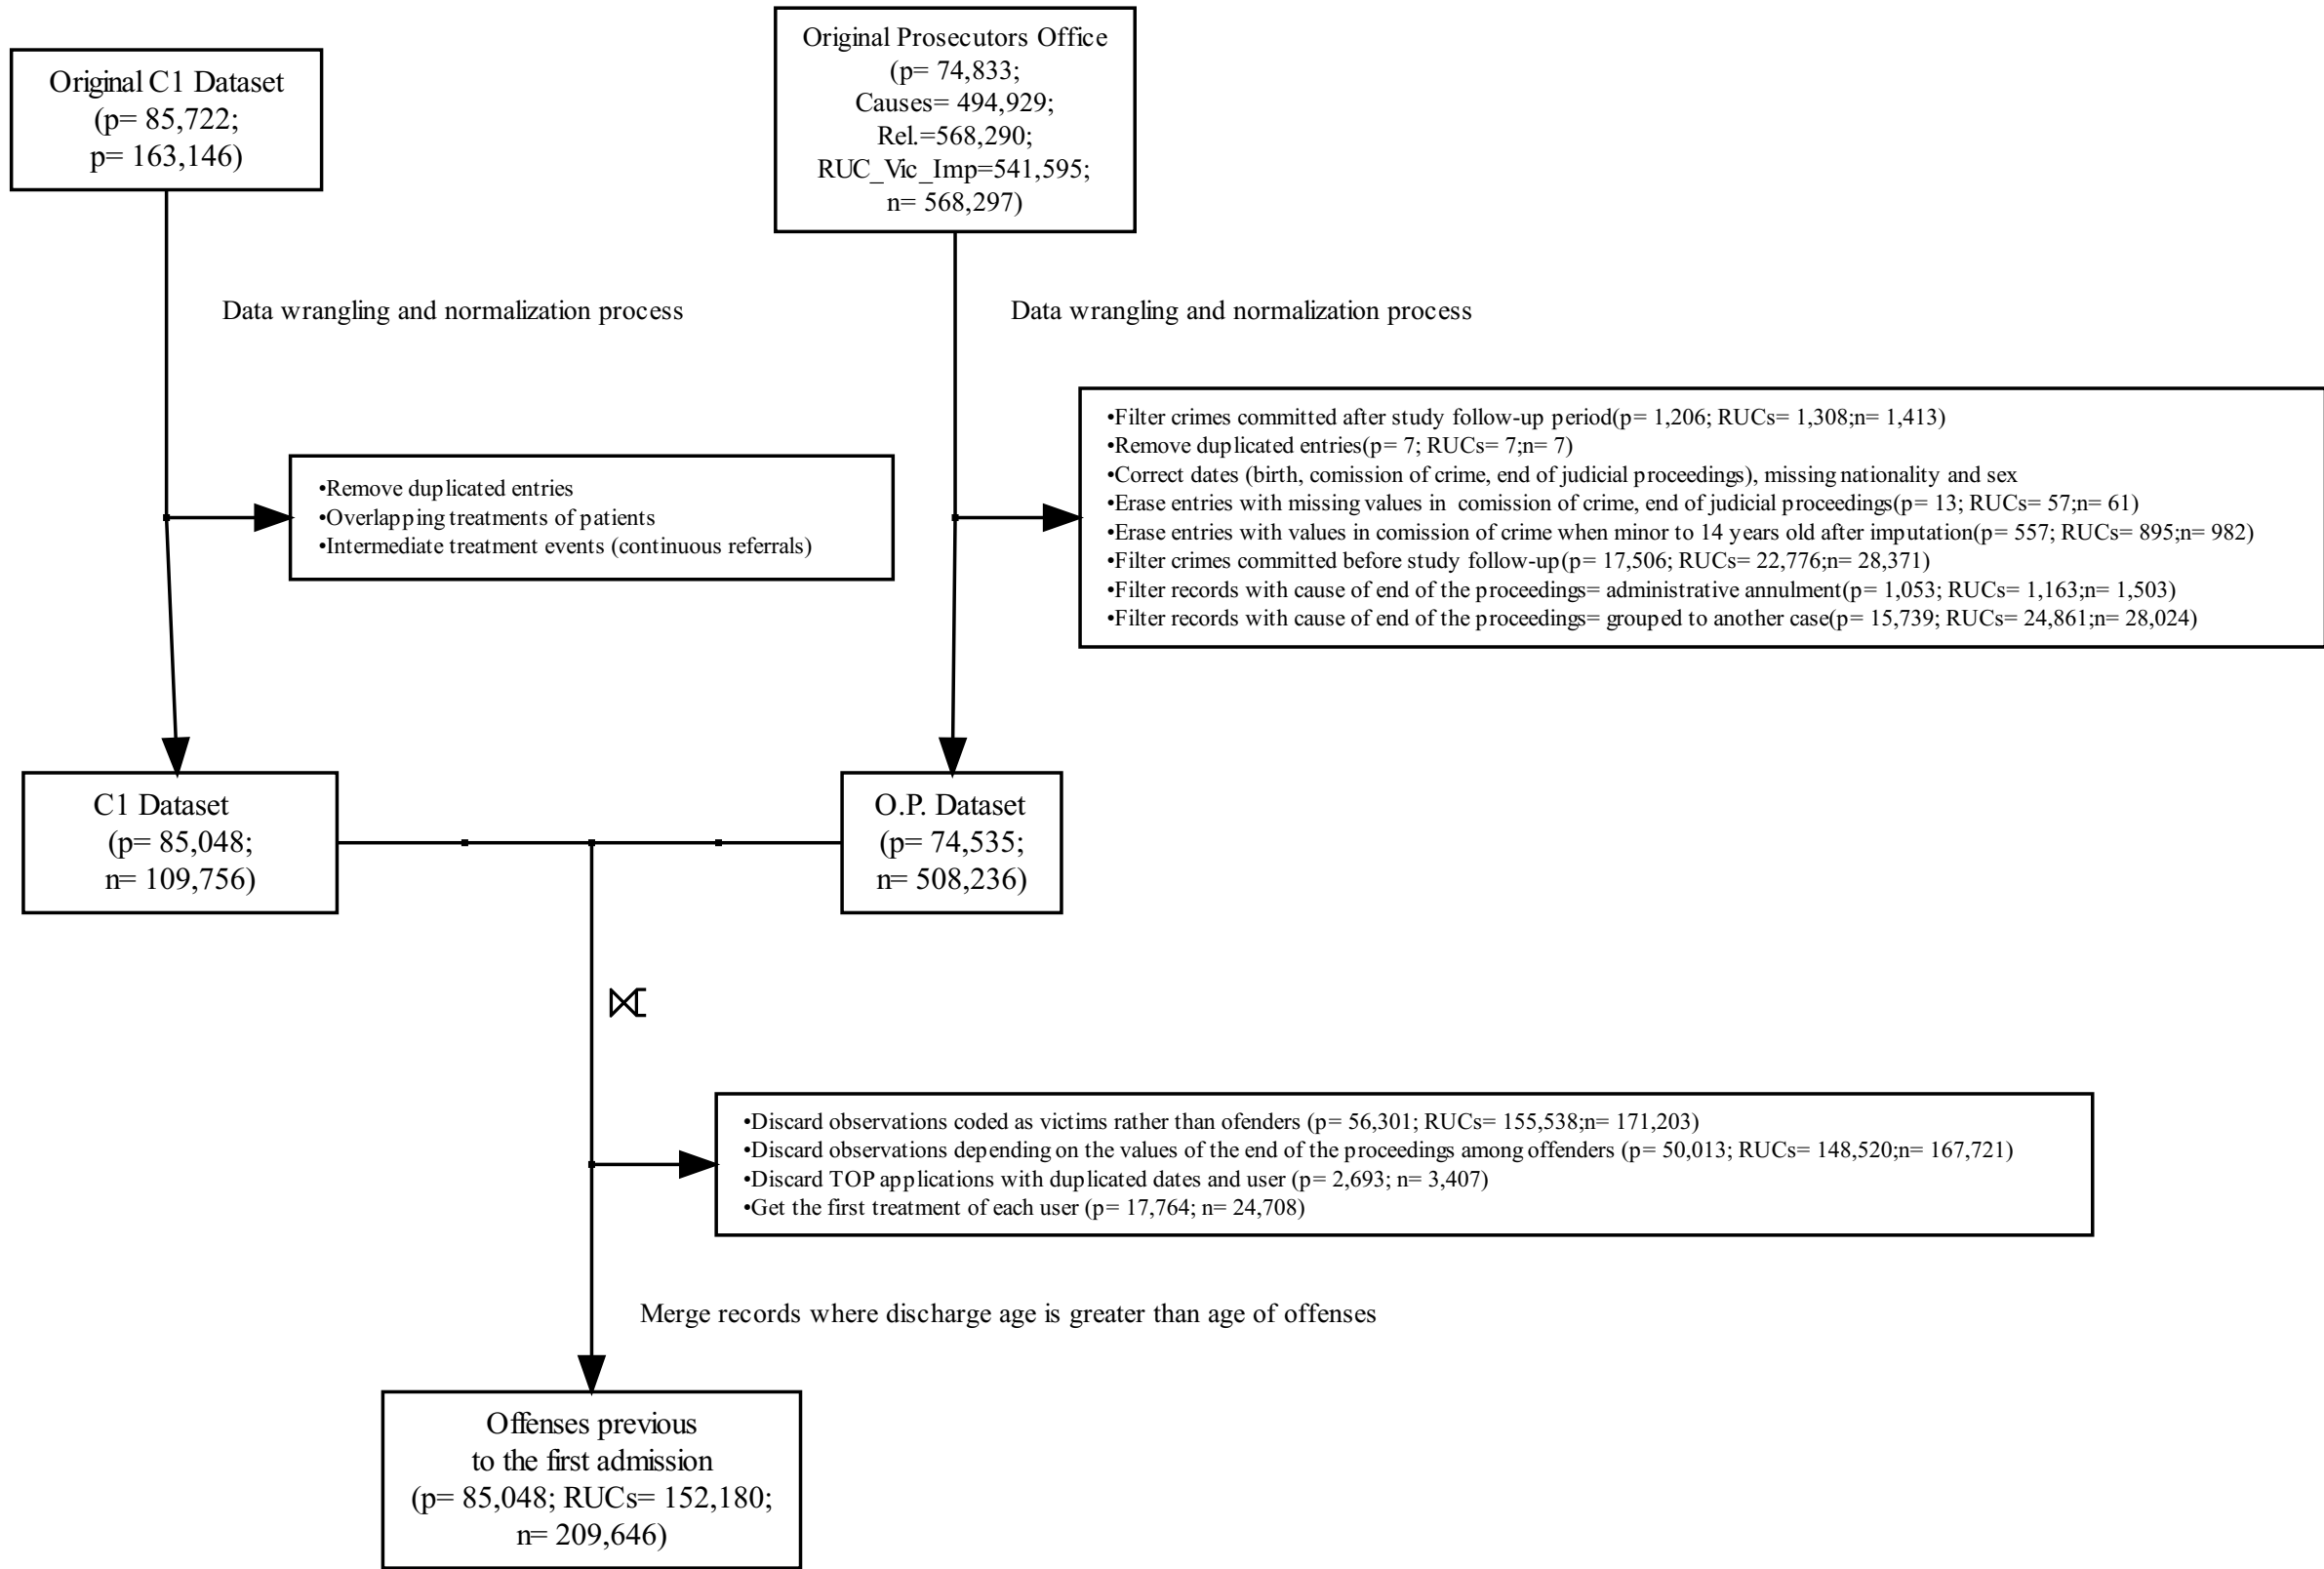 Original C1 Dataset
(p= 85,722;
p= 163,146)
Original Prosecutors Office
(p= 74,833;
Causes= 494,929;
Rel.=568,290;
RUC_Vic_Imp=541,595;
n= 568,297)
Data wrangling and normalization process
Data wrangling and normalization process
•Remove duplicated entries
•Overlapping treatments of patients
•Intermediate treatment events (continuous referrals)
•Filter crimes committed after study follow-up period(p= 1,206; RUCs= 1,308;n= 1,413)
•Remove duplicated entries(p= 7; RUCs= 7;n= 7)
•Correct dates (birth, comission of crime, end of judicial proceedings), missing nationality and sex
•Erase entries with missing values in comission of crime, end of judicial proceedings(p= 13; RUCs= 57;n= 61)
•Erase entries with values in comission of crime when minor to 14 years old after imputation(p= 557; RUCs= 895;n= 982)
•Filter crimes committed before study follow-up(p= 17,506; RUCs= 22,776;n= 28,371)
•Filter records with cause of end of the proceedings= administrative annulment(p= 1,053; RUCs= 1,163;n= 1,503)
•Filter records with cause of end of the proceedings= grouped to another case(p= 15,739; RUCs= 24,861;n= 28,024)
C1 Dataset
(p= 85,048;
n= 109,756)
O.P. Dataset
(p= 74,535;
n= 508,236)
⟕
•Discard observations coded as victims rather than ofenders (p= 56,301; RUCs= 155,538;n= 171,203)
•Discard observations depending on the values of the end of the proceedings among offenders (p= 50,013; RUCs= 148,520;n= 167,721)
•Discard TOP applications with duplicated dates and user (p= 2,693; n= 3,407)
•Get the first treatment of each user (p= 17,764; n= 24,708)
Merge records where discharge age is greater than age of offenses
Offenses previous
to the first admission
(p= 85,048; RUCs= 152,180;
n= 209,646)